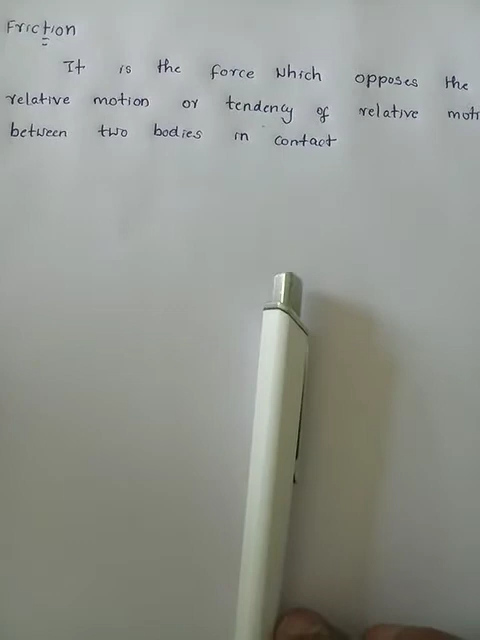 Friction
It is the force which opposes the
relative motion or tendency of relative moti
between two bodies in contact